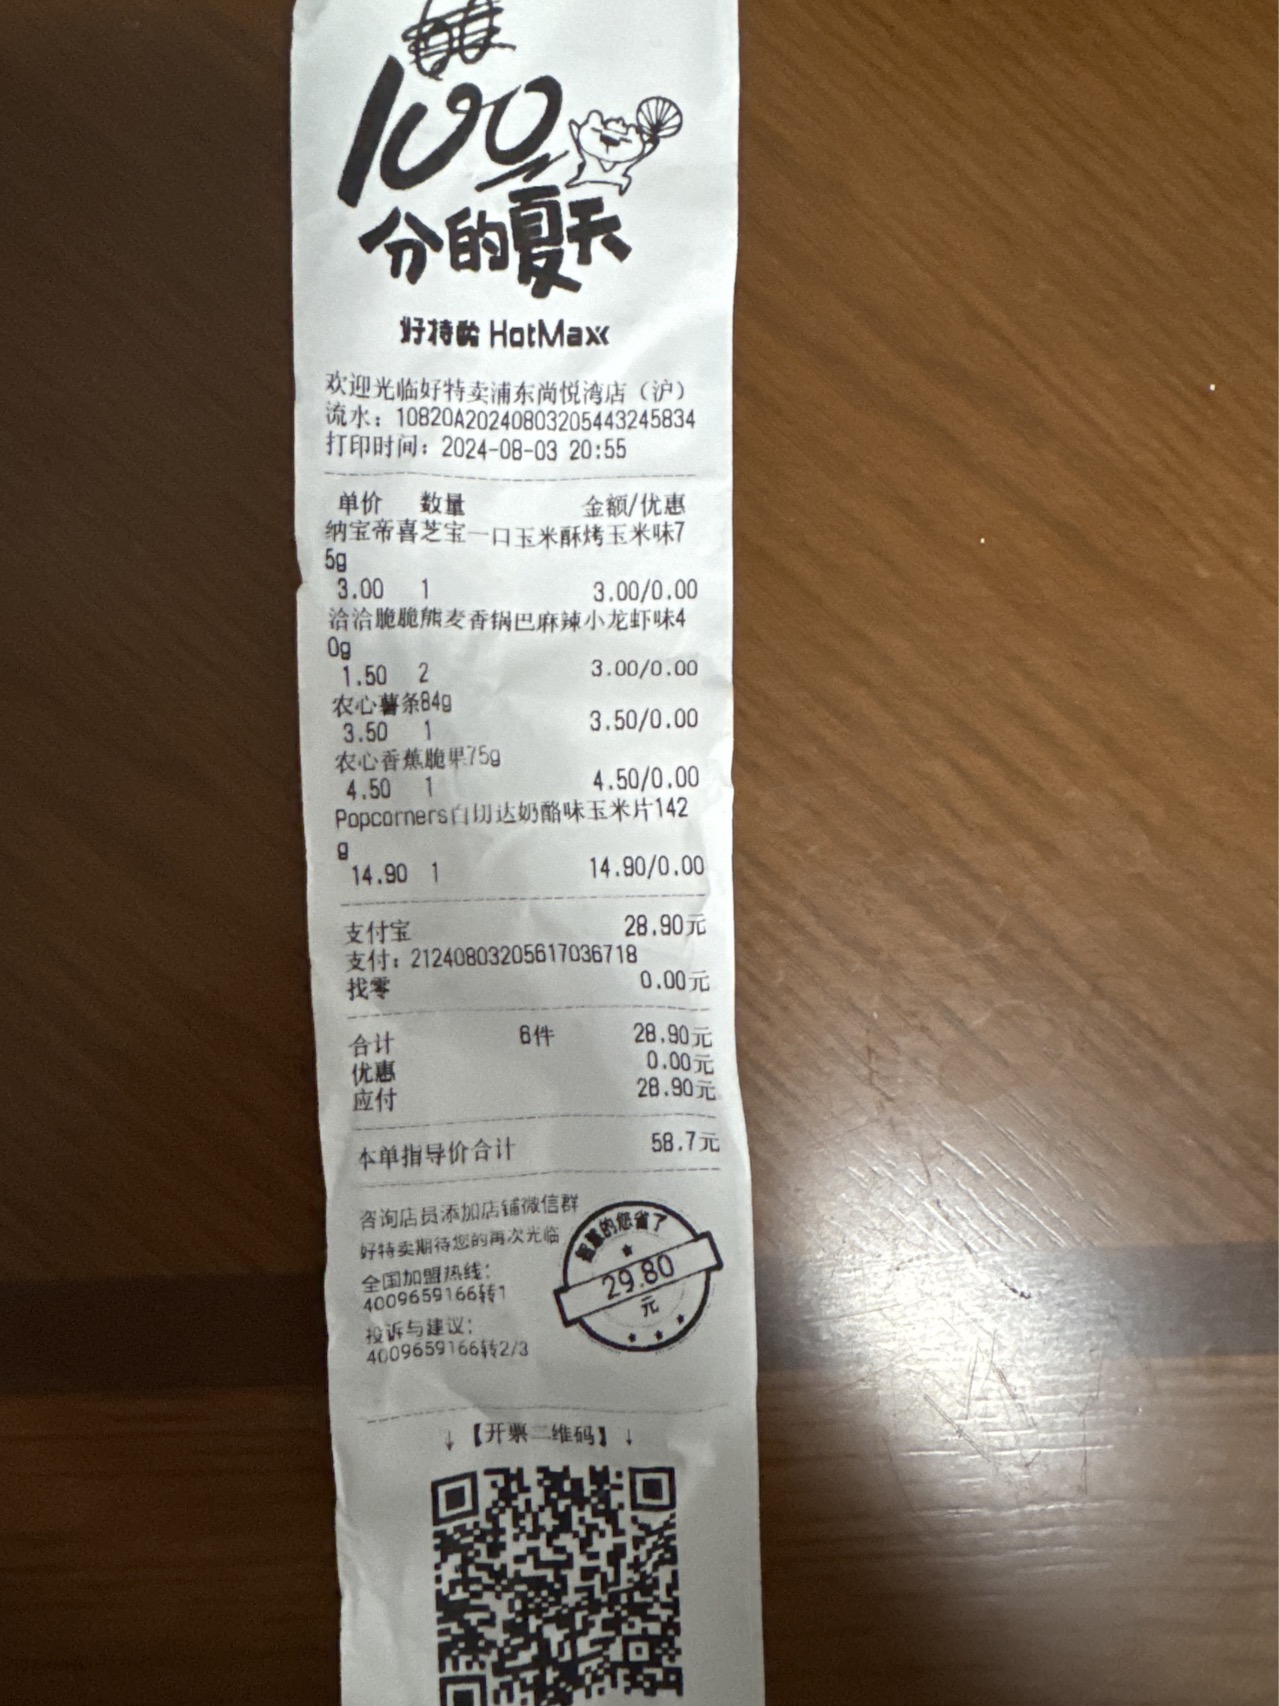 100
分的夏天
好特卖 HotMaxx
欢迎光临好特卖浦东尚悦湾店（沪）
流水：10820A20240803205443245834
打印时间：2024-08-03 20:55
单价 数量 金额/优惠
纳宝帝喜芝宝一口玉米酥烤玉米味7
5g
3.00 1 3.00/0.00
洽洽脆脆熊麦香锅巴麻辣小龙虾味4
0g
1.50 2 3.00/0.00
农心薯条84g
3.50 1 3.50/0.00
农心香蕉脆果75g
4.50 1 4.50/0.00
Popcorners白切达奶酪味玉米片142
g
14.90 1 14.90/0.00
支付宝 28.90元
支付：21240803205617036718
找零 0.00元
合计 6件 28.90元
优惠 0.00元
应付 28.90元
本单指导价合计 58.7元
咨询店员添加店铺微信群
好特卖期待您的再次光临
全国加盟热线：
4009659166转1
投诉与建议：
4009659166转2/3
智慧的您省了
29.80
元
↓【开票二维码】↓